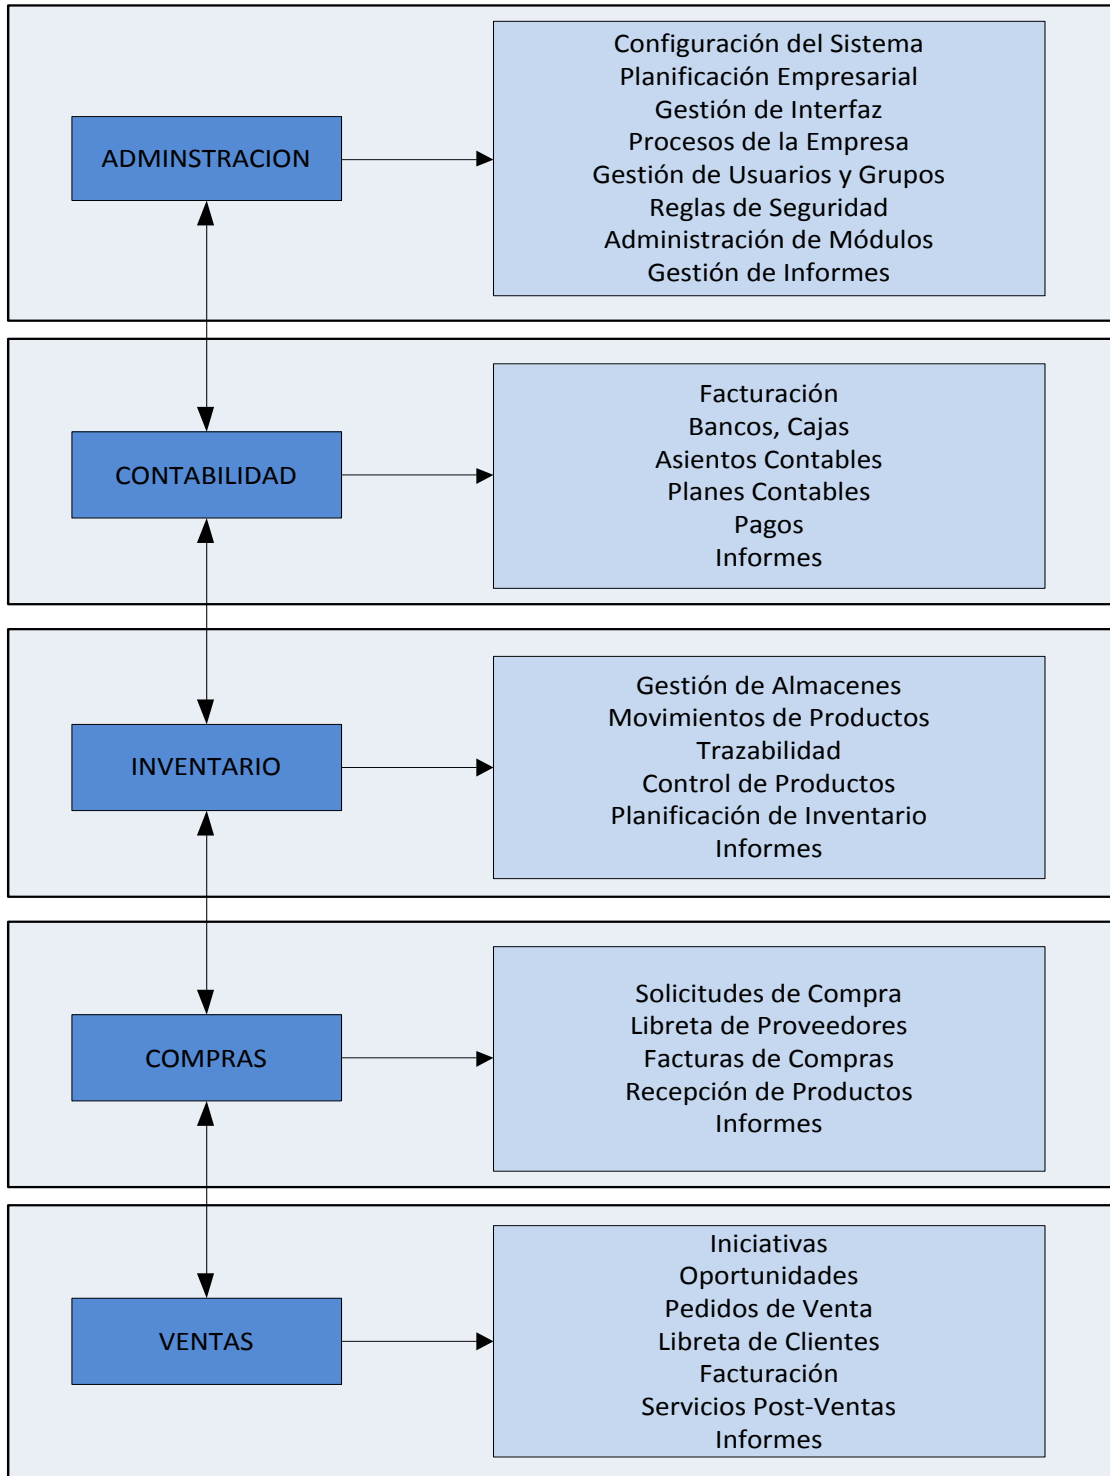 ADMINSTRACION
Configuración del Sistema
Planificación Empresarial
Gestión de Interfaz
Procesos de la Empresa
Gestión de Usuarios y Grupos
Reglas de Seguridad
Administración de Módulos
Gestión de Informes
CONTABILIDAD
Facturación
Bancos, Cajas
Asientos Contables
Planes Contables
Pagos
Informes
INVENTARIO
Gestión de Almacenes
Movimientos de Productos
Trazabilidad
Control de Productos
Planificación de Inventario
Informes
COMPRAS
Solicitudes de Compra
Libreta de Proveedores
Facturas de Compras
Recepción de Productos
Informes
VENTAS
Iniciativas
Oportunidades
Pedidos de Venta
Libreta de Clientes
Facturación
Servicios Post-Ventas
Informes